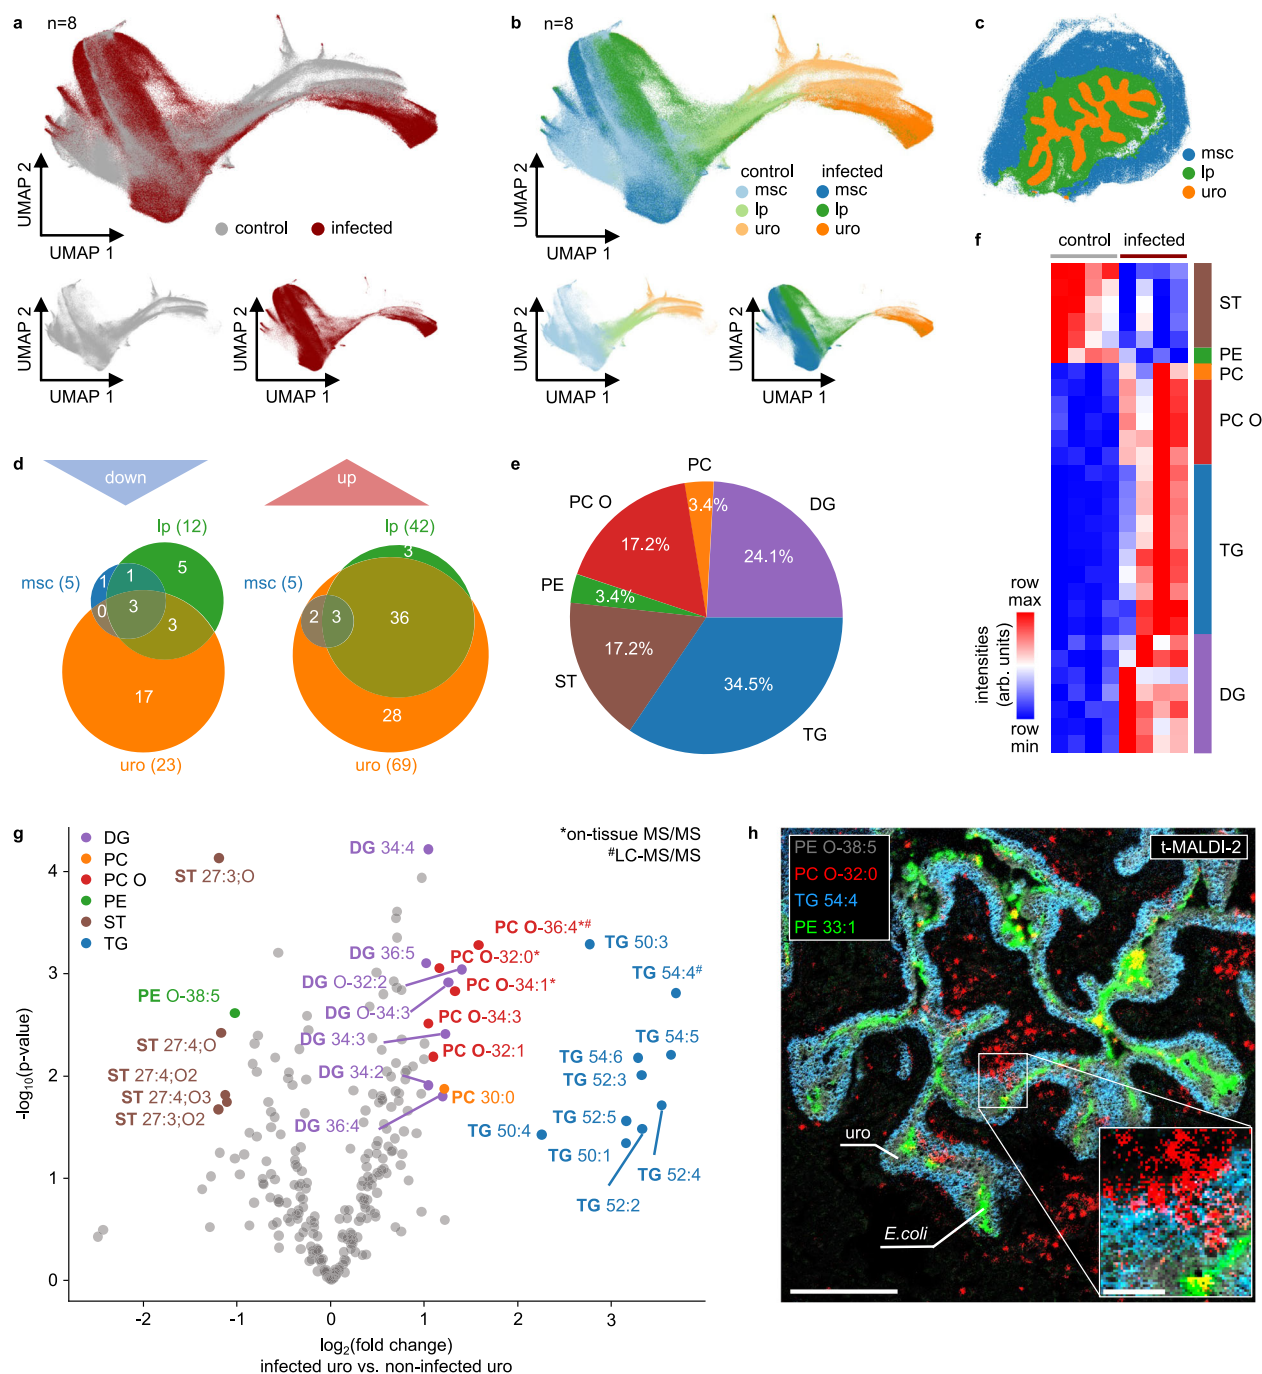 a
n=8
UMAP 2
UMAP 1
control
infected
UMAP 2
UMAP 1
UMAP 2
UMAP 1
b
n=8
UMAP 2
UMAP 1
control
infected
msc
msc
lp
lp
uro
uro
UMAP 2
UMAP 1
UMAP 2
UMAP 1
c
msc
lp
uro
d
down
up
lp (12)
msc (5)
1
1
5
0
3
3
17
uro (23)
lp (42)
3
msc (5)
2
3
36
28
uro (69)
e
PC
3.4%
DG
24.1%
PC O
17.2%
PE
3.4%
ST
17.2%
TG
34.5%
f
control
infected
ST
PE
PC
PC O
TG
DG
row
max
intensities
(arb. units)
row
min
g
DG
PC
PC O
PE
ST
TG
*on-tissue MS/MS
#LC-MS/MS
DG 34:4
ST 27:3;O
PC O-36:4*#
TG 50:3
DG 36:5
PC O-32:0*
TG 54:4#
DG O-32:2
PC O-34:1*
PE O-38:5
DG O-34:3
PC O-34:3
ST 27:4;O
DG 34:3
PC O-32:1
TG 54:5
TG 54:6
TG 52:3
ST 27:4;O2
DG 34:2
ST 27:4;O3
PC 30:0
ST 27:3;O2
DG 36:4
TG 52:5
TG 50:4
TG 50:1
TG 52:4
TG 52:2
4
3
2
1
0
-log10(p-value)
-2
-1
0
1
2
3
log2(fold change)
infected uro vs. non-infected uro
h
PE O-38:5
PC O-32:0
TG 54:4
PE 33:1
t-MALDI-2
uro
E.coli